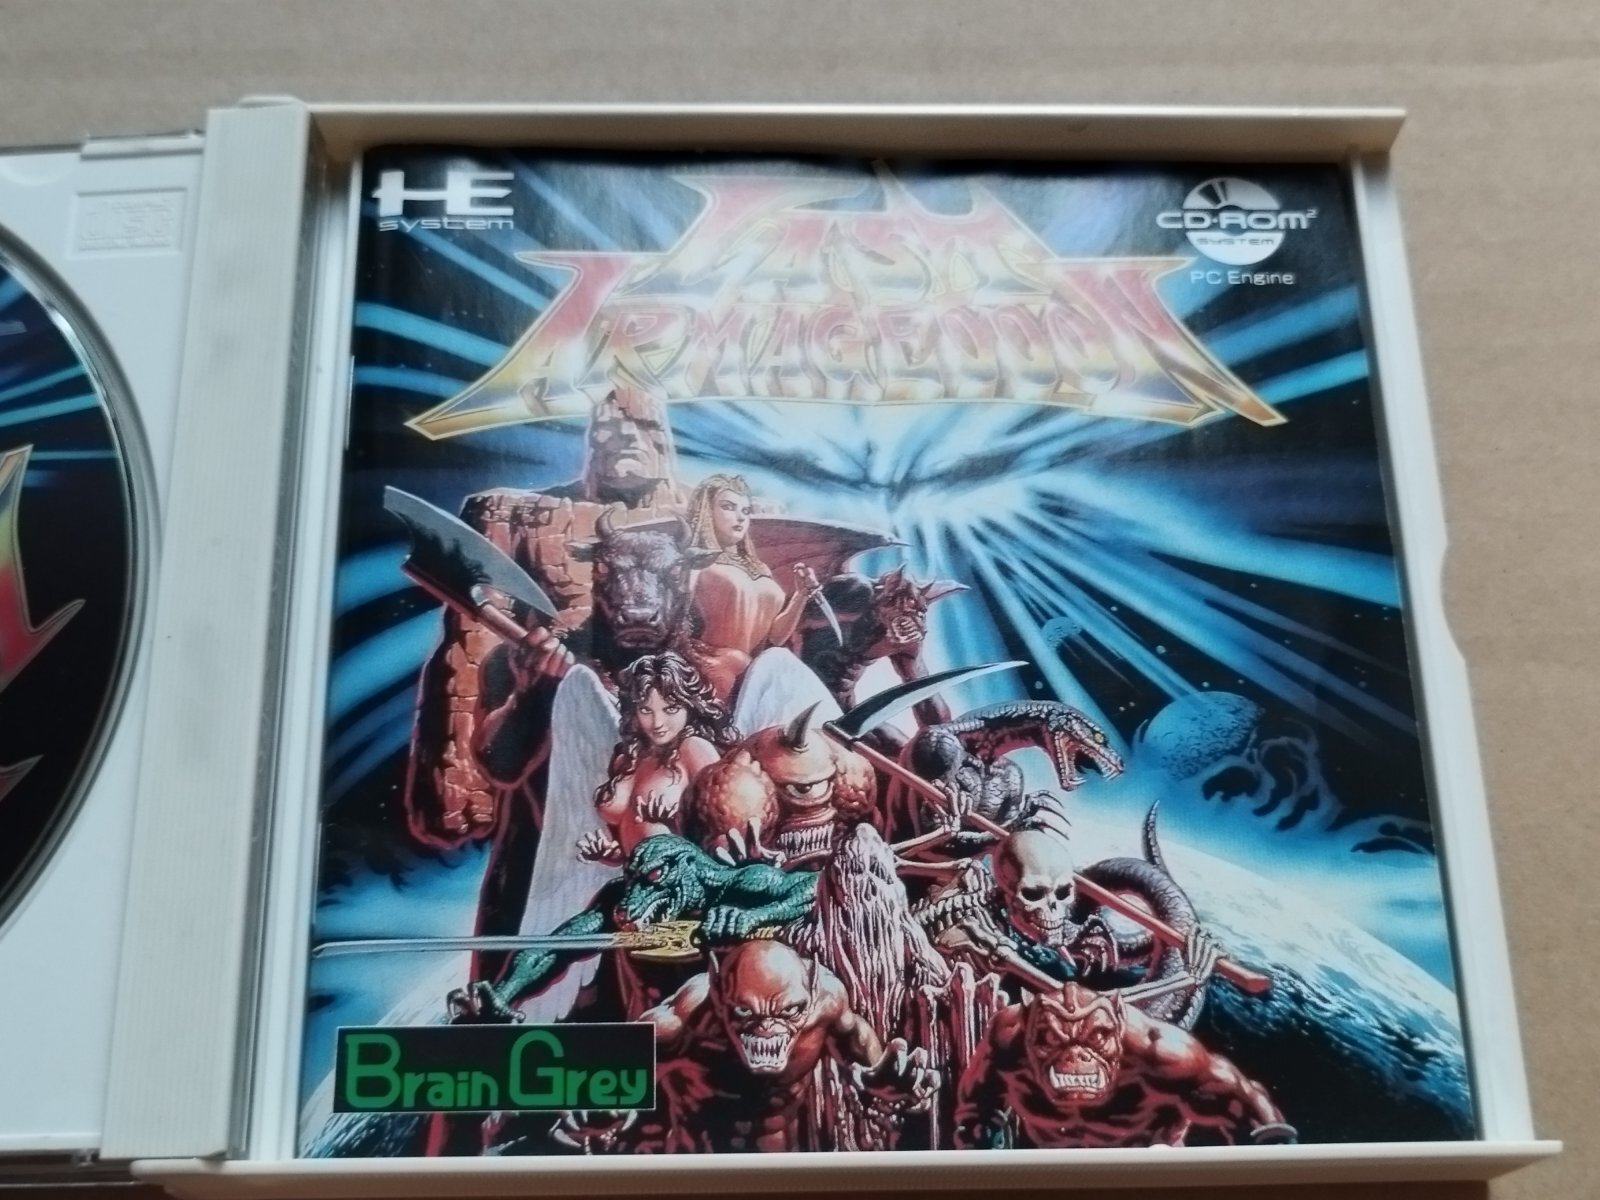 HE
system
LAST
ARMAGEDDON
CD-ROM²
SYSTEM
PC Engine
Brain Grey